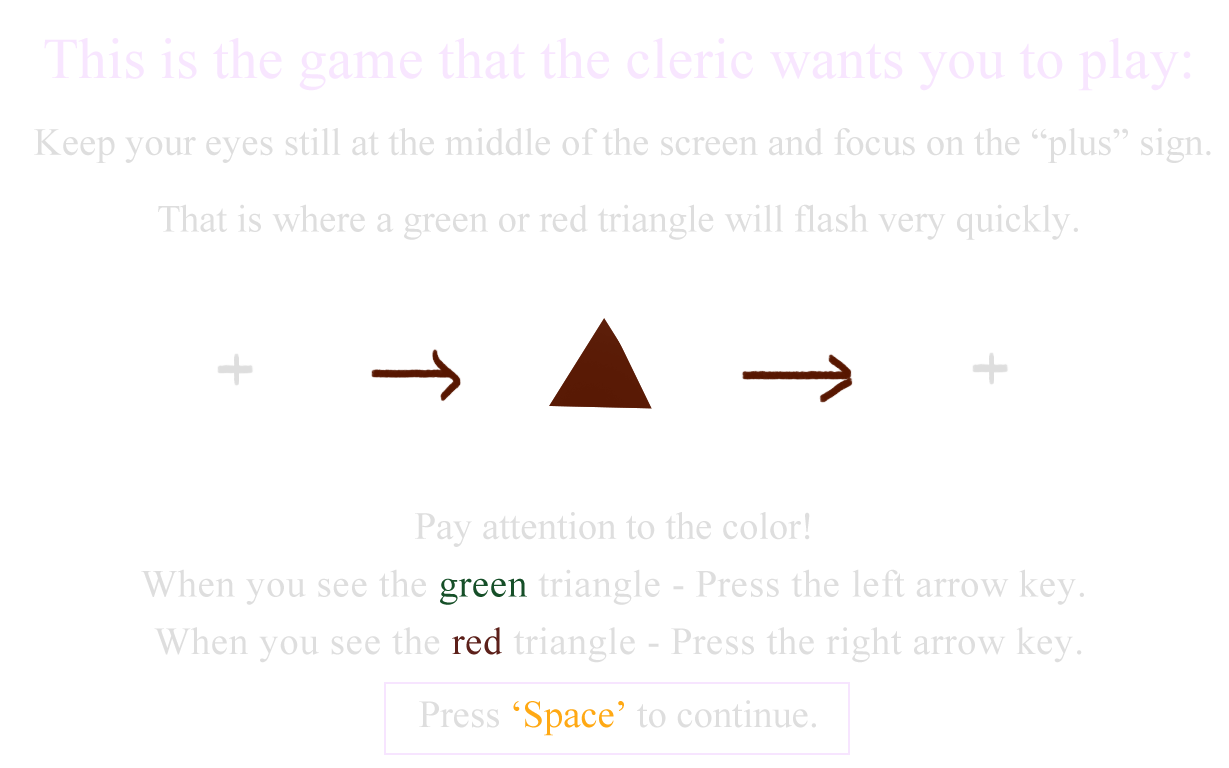 This is the game that the cleric wants you to play:
Keep your eyes still at the middle of the screen and focus on the “plus” sign.
That is where a green or red triangle will flash very quickly.
Pay attention to the color!
When you see the green triangle - Press the left arrow key.
When you see the red triangle - Press the right arrow key.
Press ‘Space’ to continue.